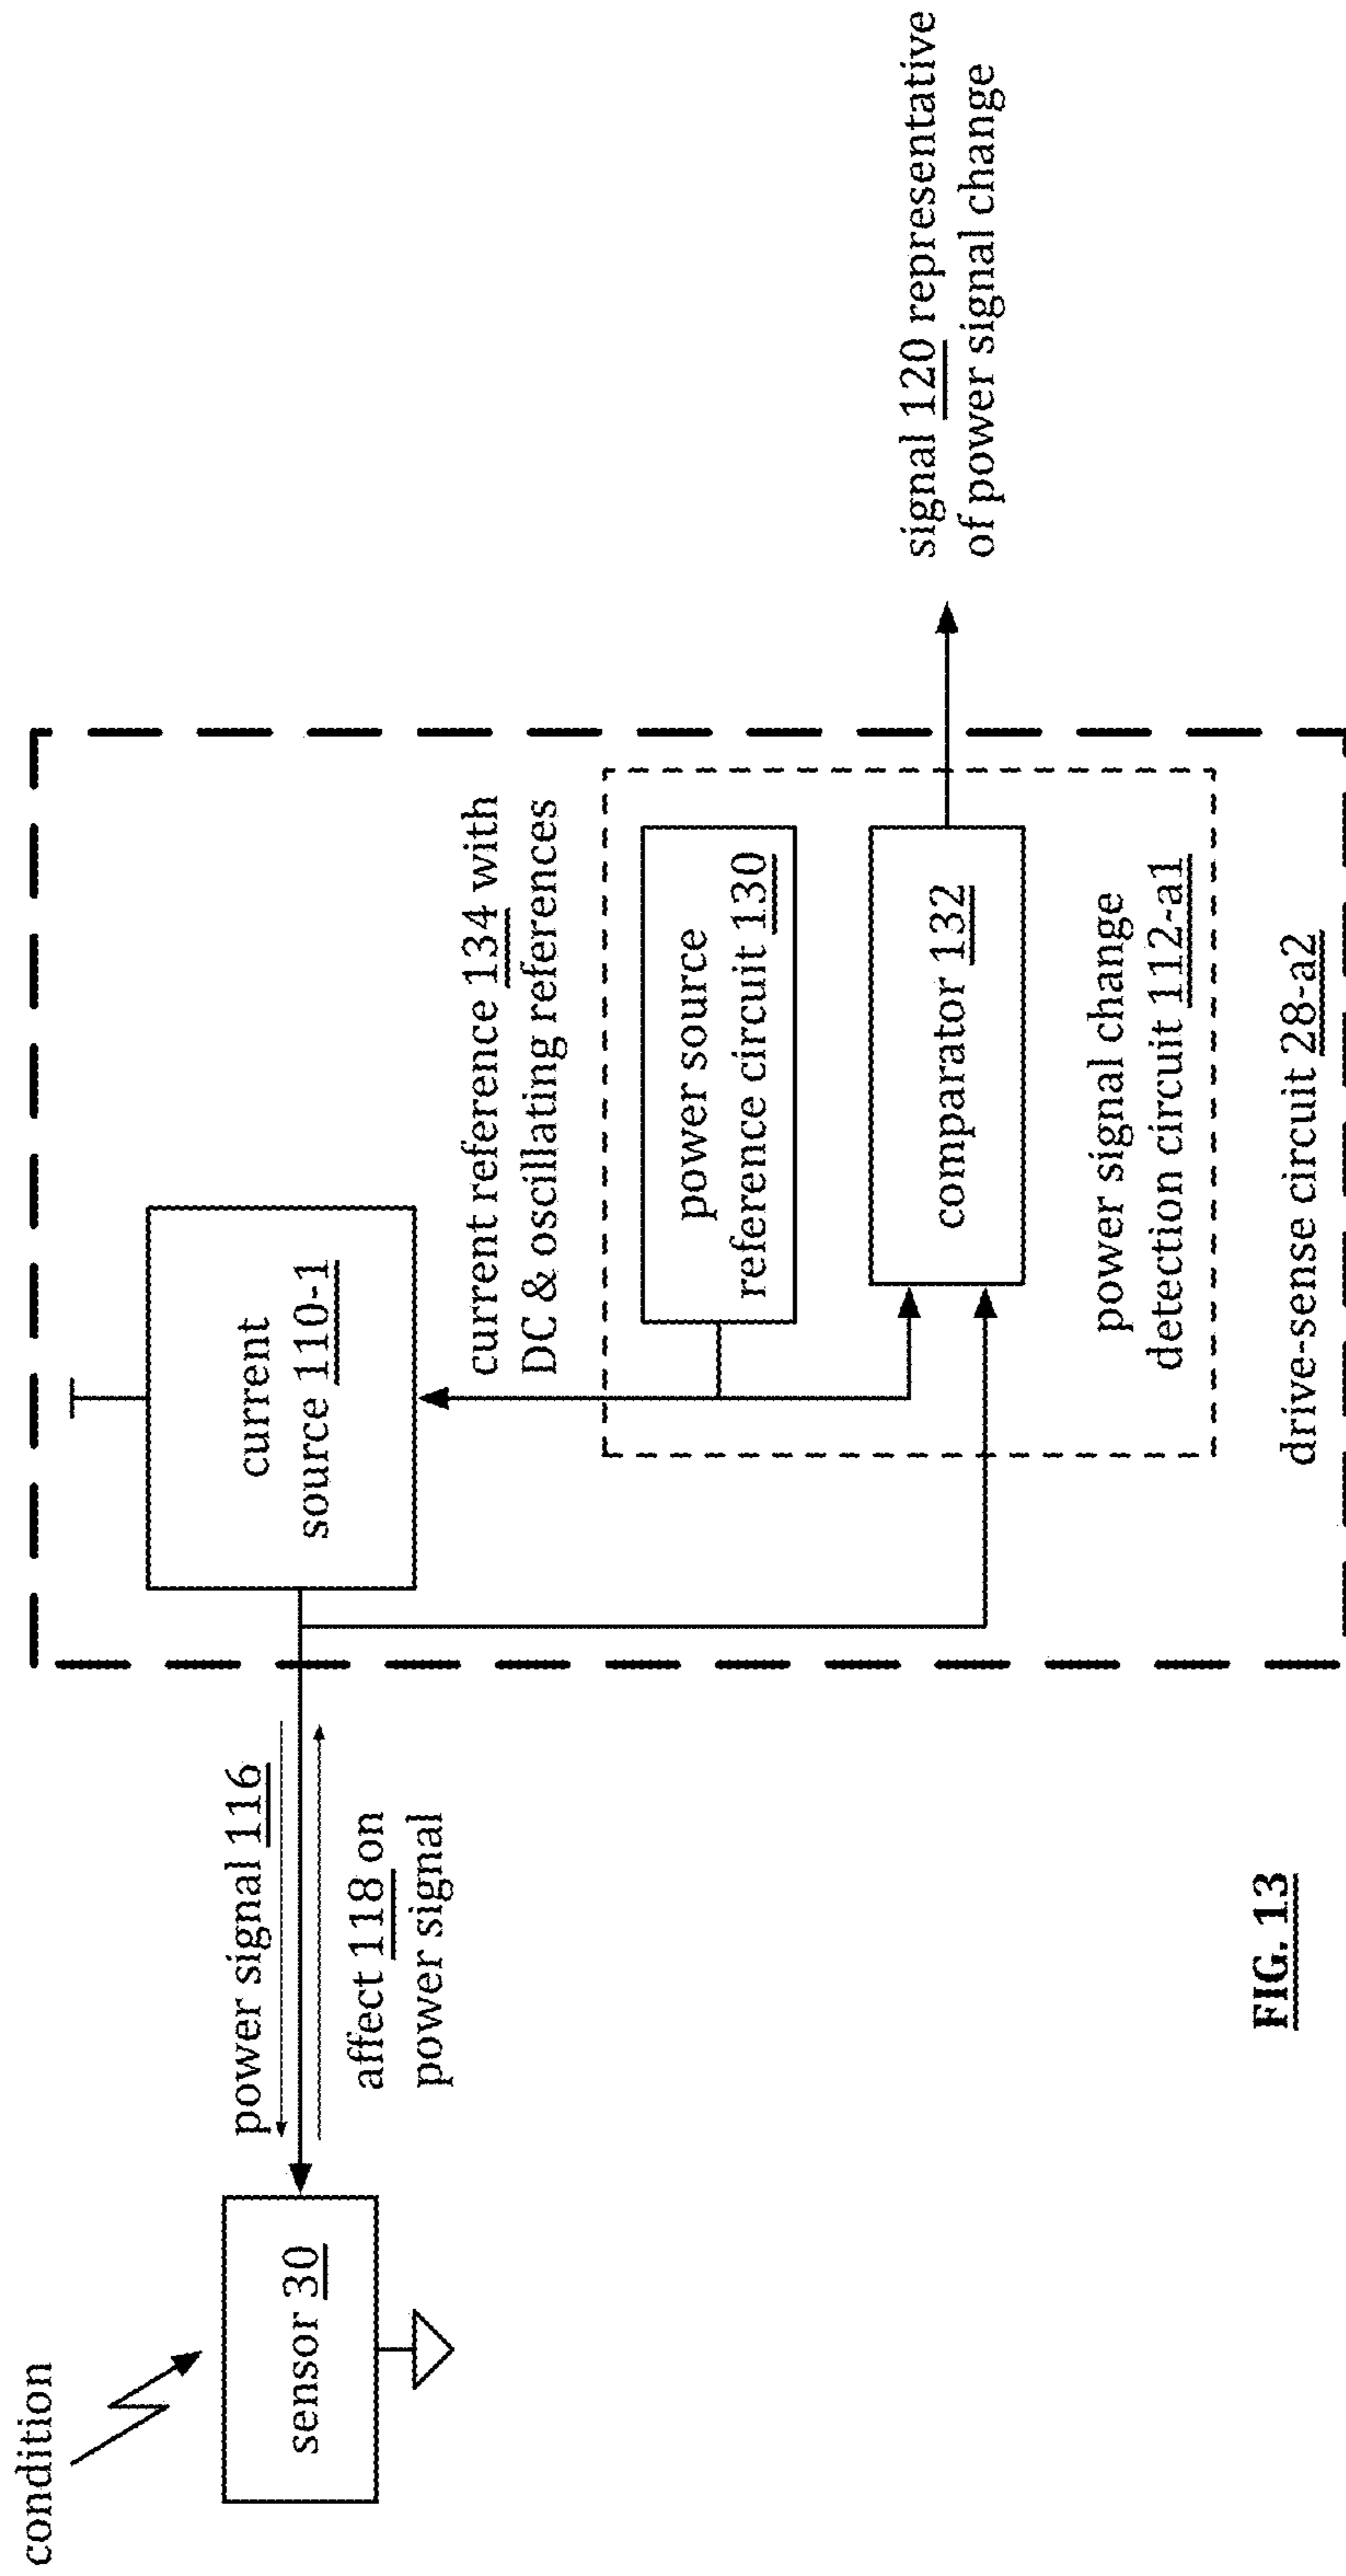 condition
sensor 30
power signal 116
affect 118 on
power signal
current
source 110-1
current reference 134 with
DC & oscillating references
power source
reference circuit 130
comparator 132
power signal change
detection circuit 112-a1
drive-sense circuit 28-a2
signal 120 representative
of power signal change
FIG. 13